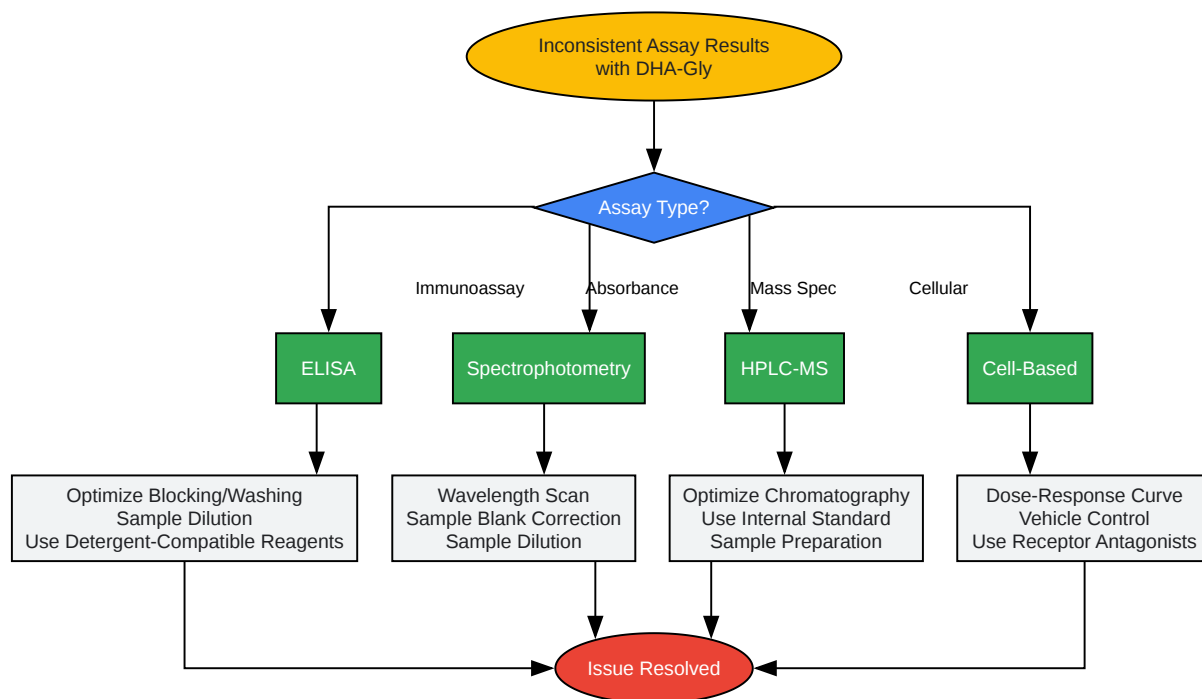 Inconsistent Assay Results
with DHA-Gly
Assay Type?
Immunoassay
Absorbance
Mass Spec
Cellular
ELISA
Spectrophotometry
HPLC-MS
Cell-Based
Optimize Blocking/Washing
Sample Dilution
Use Detergent-Compatible Reagents
Wavelength Scan
Sample Blank Correction
Sample Dilution
Optimize Chromatography
Use Internal Standard
Sample Preparation
Dose-Response Curve
Vehicle Control
Use Receptor Antagonists
Issue Resolved